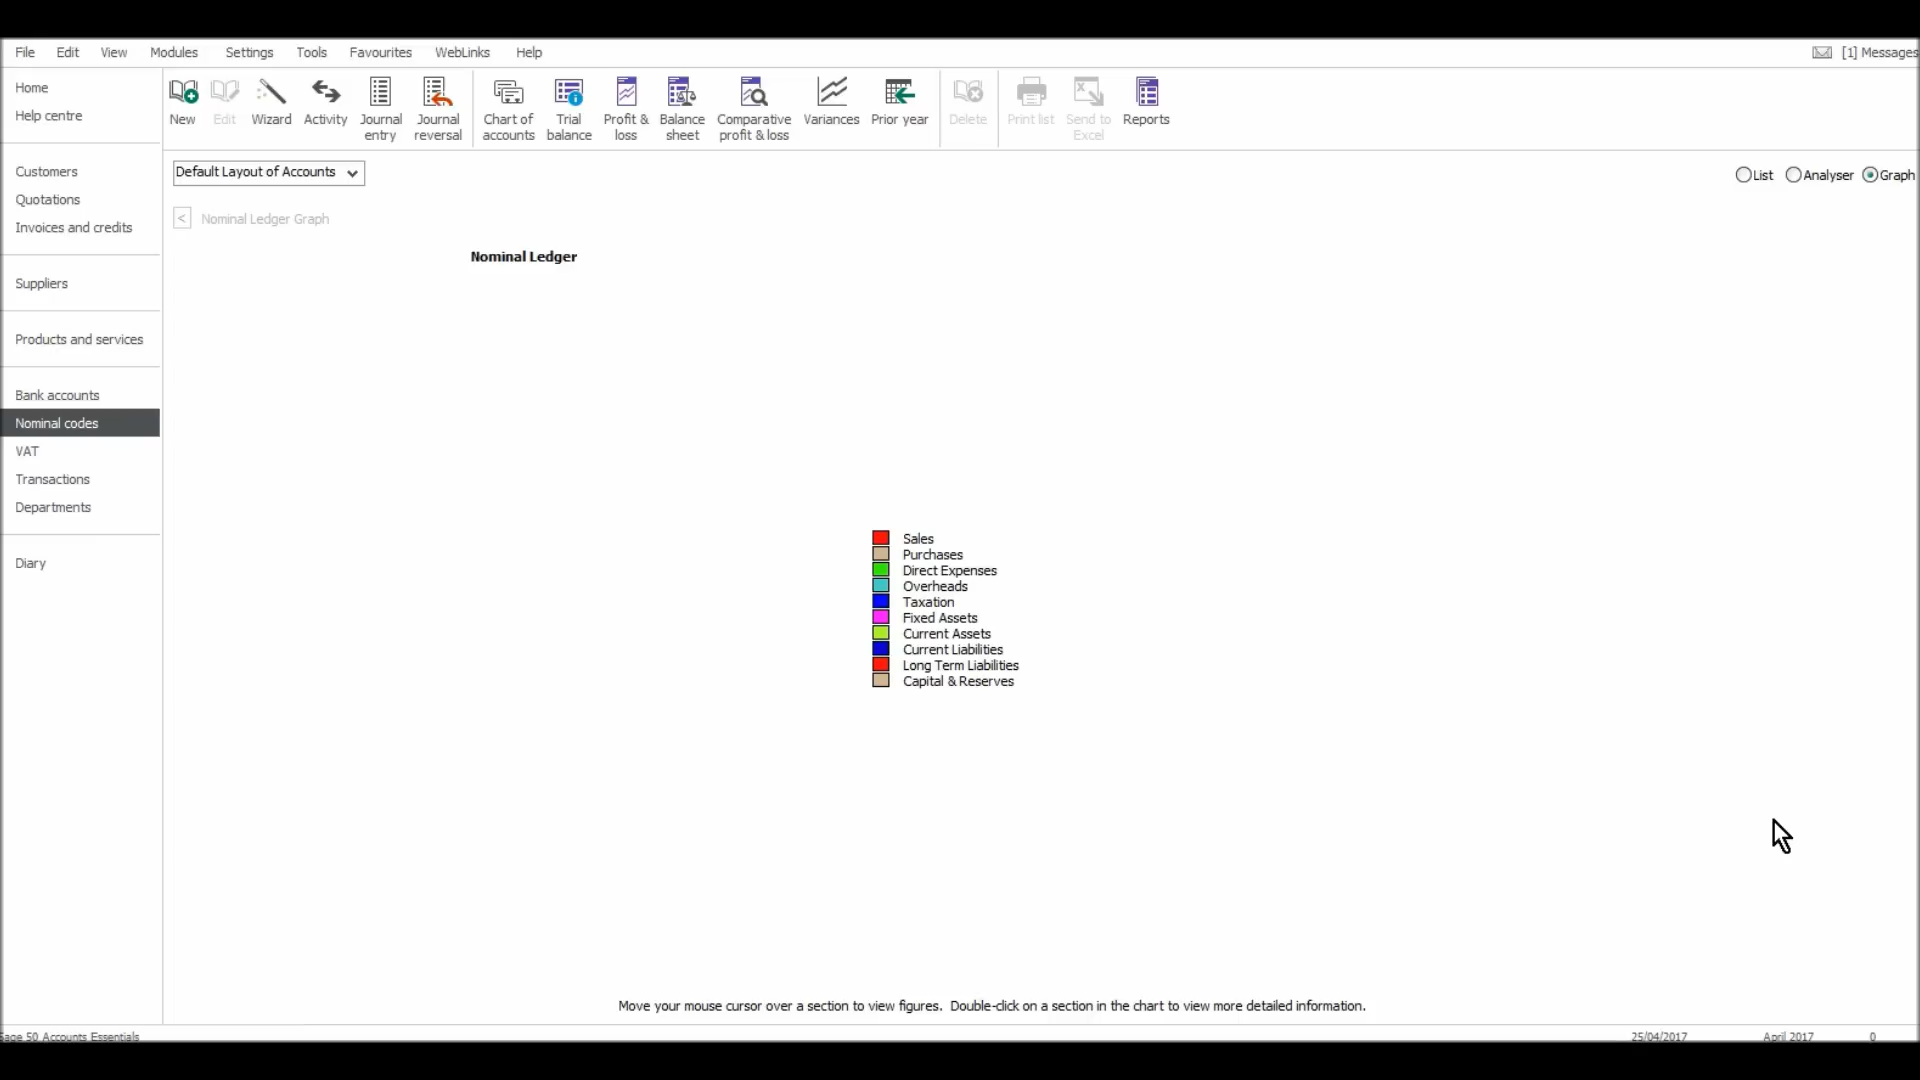 File Edit View Modules Settings Tools Favourites WebLinks Help [1] Messages
Home
Help centre
Customers
Quotations
Invoices and credits
Suppliers
Products and services
Bank accounts
Nominal codes
VAT
Transactions
Departments
Diary
New Edit Wizard Activity Journal entry Journal reversal Chart of accounts Trial balance Profit & loss Balance sheet Comparative profit & loss Variances Prior year Delete Print list Send to Excel Reports
Default Layout of Accounts
List Analyser Graph
< Nominal Ledger Graph
Nominal Ledger
Sales
Purchases
Direct Expenses
Overheads
Taxation
Fixed Assets
Current Assets
Current Liabilities
Long Term Liabilities
Capital & Reserves
Move your mouse cursor over a section to view figures. Double-click on a section in the chart to view more detailed information.
Sage 50 Accounts Essentials 25/04/2017 April 2017 0